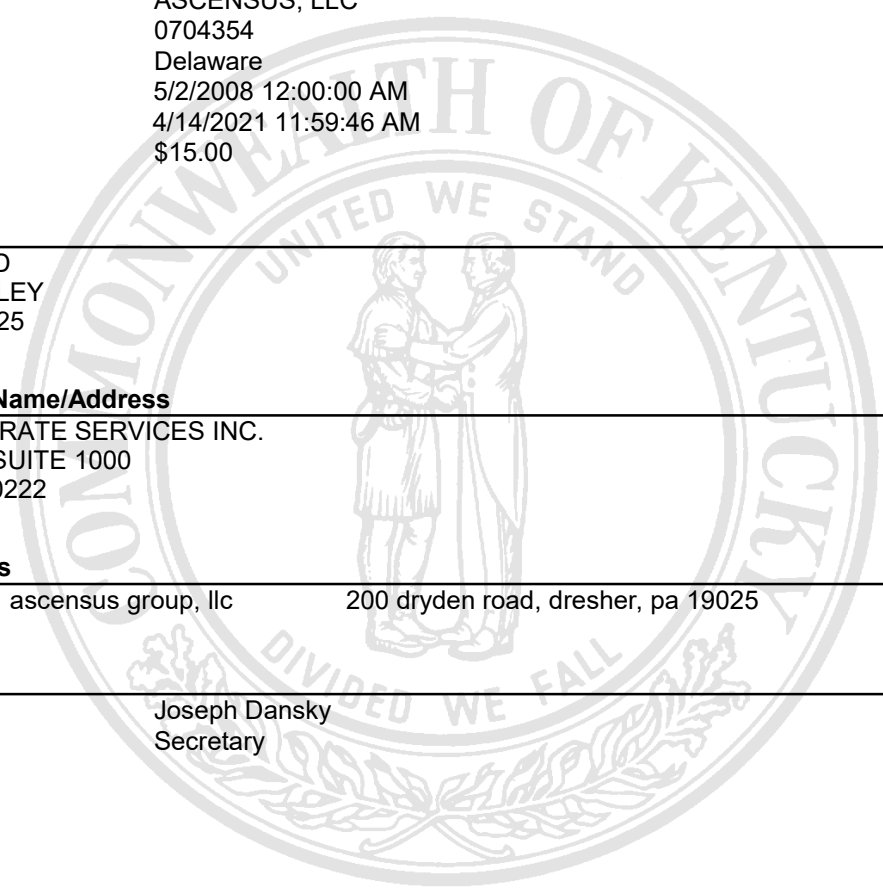 ASCENSUS, LLC
0704354
Delaware
5/2/2008 12:00:00 AM
4/14/2021 11:59:46 AM
$15.00
COMMONWEALTH OF KENTUCKY
UNITED WE STAND
D
LEY
25
Name/Address
RATE SERVICES INC.
SUITE 1000
0222
s
ascensus group, llc 200 dryden road, dresher, pa 19025
DIVIDED WE FALL
Joseph Dansky
Secretary